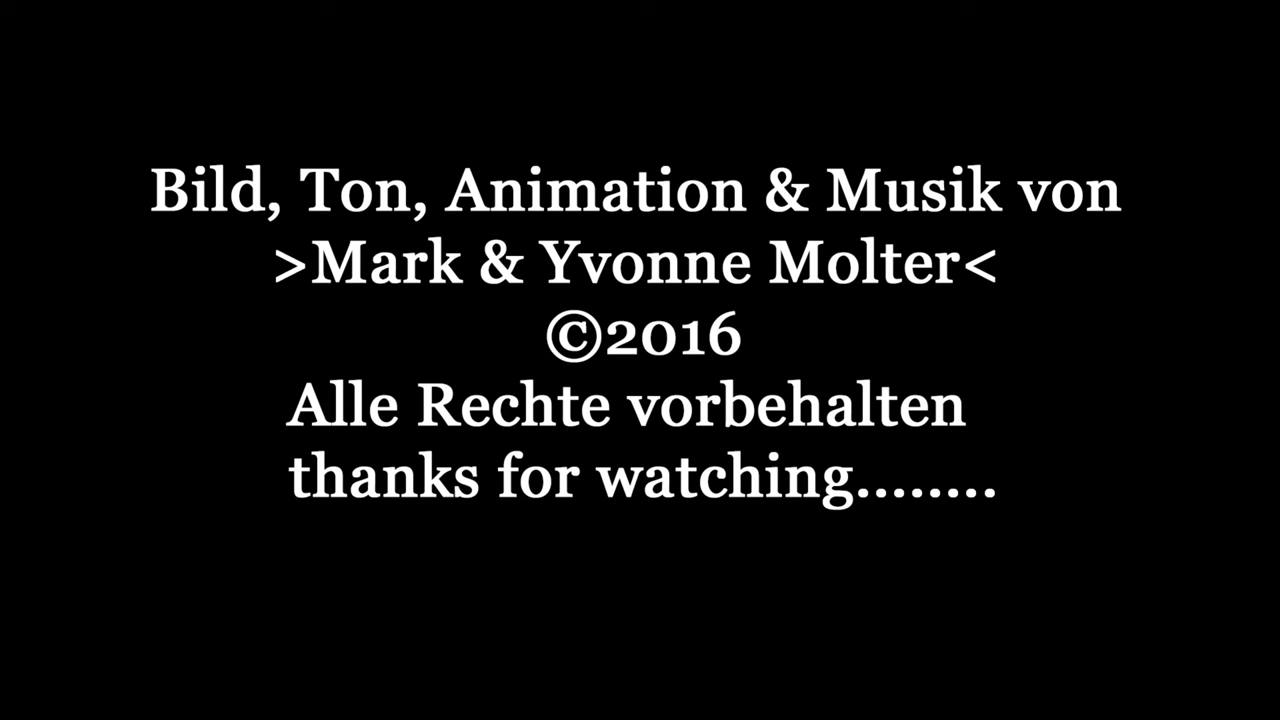 Bild, Ton, Animation & Musik von
>Mark & Yvonne Molter<
©2016
Alle Rechte vorbehalten
thanks for watching........